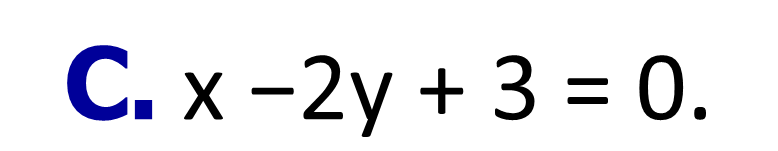 C. x −2y + 3 = 0.